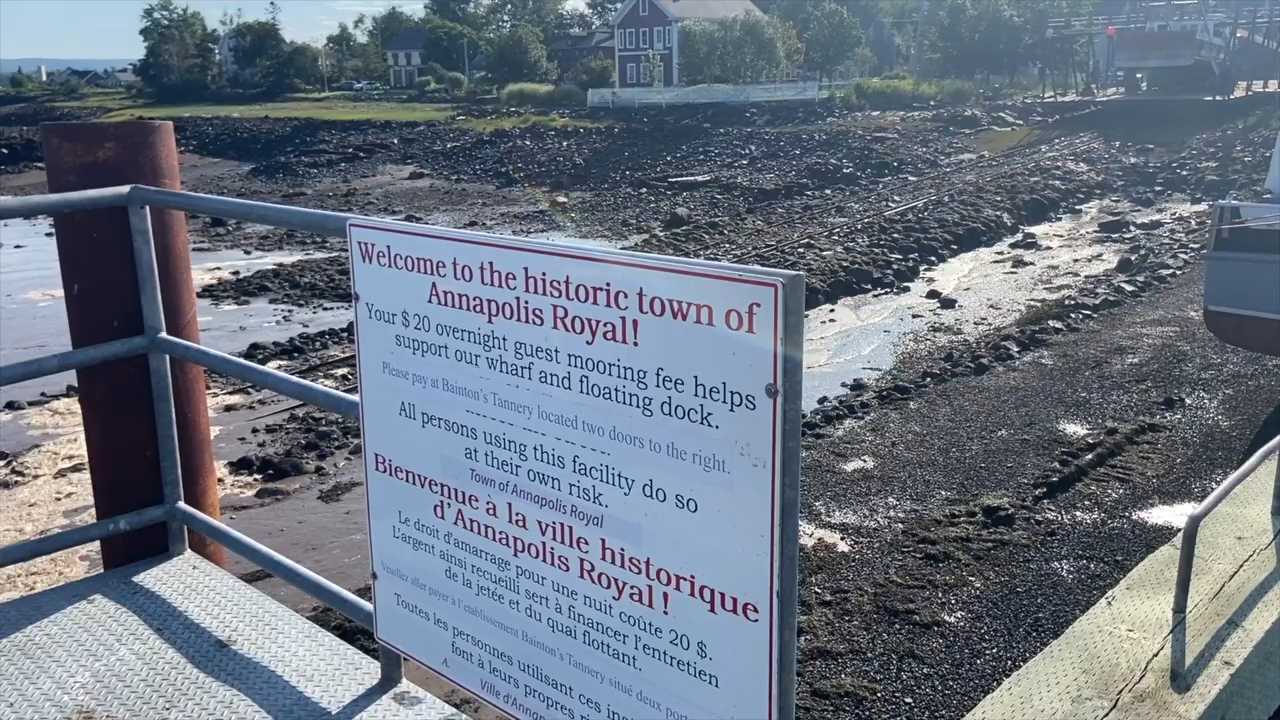 Welcome to the historic town of
Annapolis Royal!
Your $20 overnight guest mooring fee helps
support our wharf and floating dock.
Please pay at Bainton's Tannery located two doors to the right.
All persons using this facility do so
at their own risk.
Town of Annapolis Royal
Bienvenue à la ville historique
d'Annapolis Royal !
Le droit d'amarrage pour une nuit coûte 20 $.
L'argent ainsi recueilli sert à financer l'entretien
de la jetée et du quai flottant.
Veuillez aller payer à l' etablissement Bainton's Tannery situé deux
Toutes les personnes utilisant ces
font à leurs propres
Ville